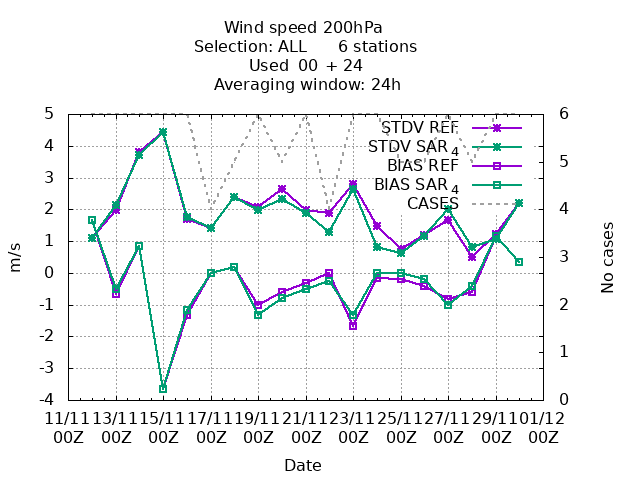 Wind speed 200hPa
Selection: ALL 6 stations
Used 00 + 24
Averaging window: 24h
STDV REF
STDV SAR4
BIAS REF
BIAS SAR4
CASES
m/s
5
4
3
2
1
0
-1
-2
-3
-4
No cases
6
5
4
3
2
1
0
11/11 13/11 15/11 17/11 19/11 21/11 23/11 25/11 27/11 29/11 01/12
00Z 00Z 00Z 00Z 00Z 00Z 00Z 00Z 00Z 00Z 00Z
Date